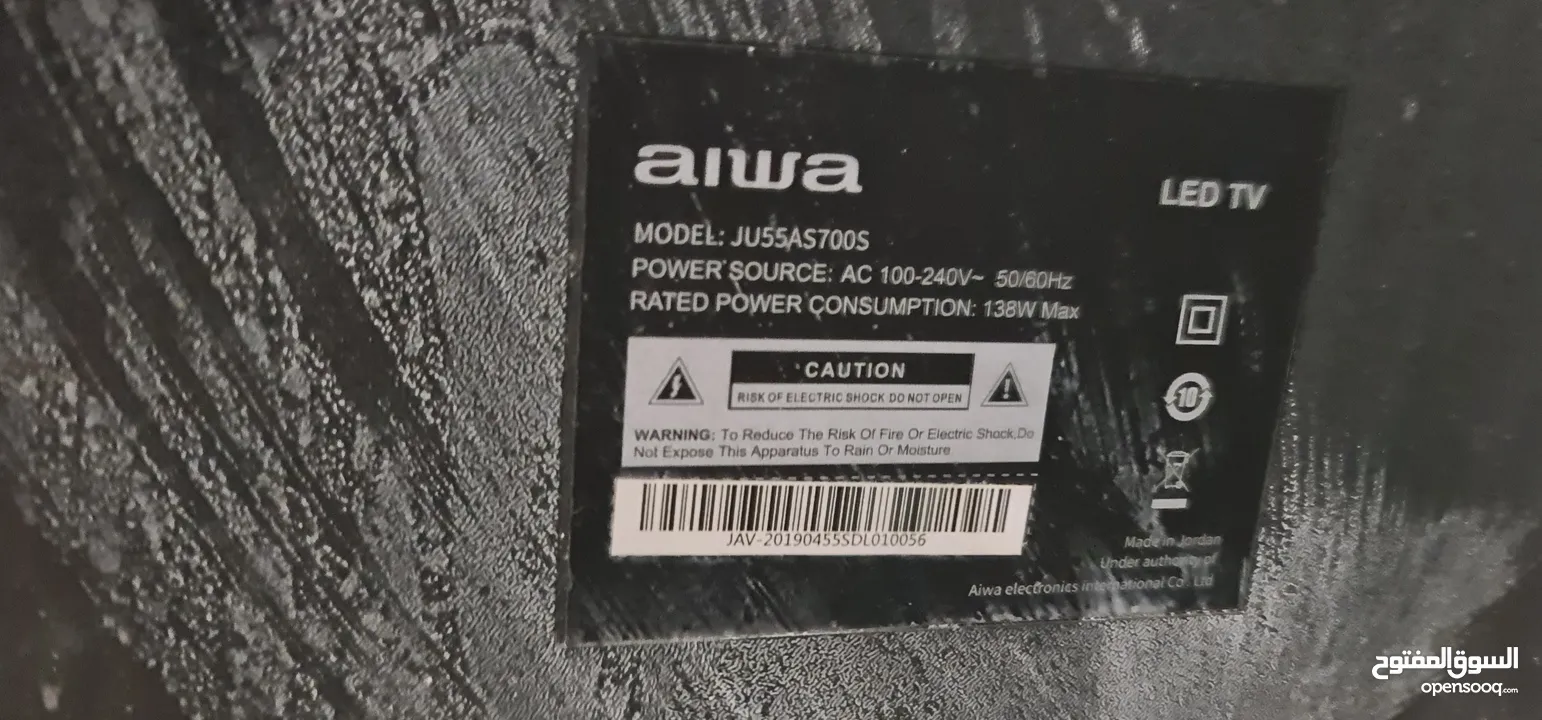 aiwa
LED TV
MODEL: JU55AS700S
POWER SOURCE: AC 100-240V~ 50/60Hz
RATED POWER CONSUMPTION: 138W Max
CAUTION
RISK OF ELECTRIC SHOCK DO NOT OPEN
WARNING: To Reduce The Risk Of Fire Or Electric Shock,Do
Not Expose This Apparatus To Rain Or Moisture
10
JAV-20190455SDL010056
Made in Jordan
Under authority of
Aiwa electronics international Co., Ltd
السوق المفتوح
opensooq.com